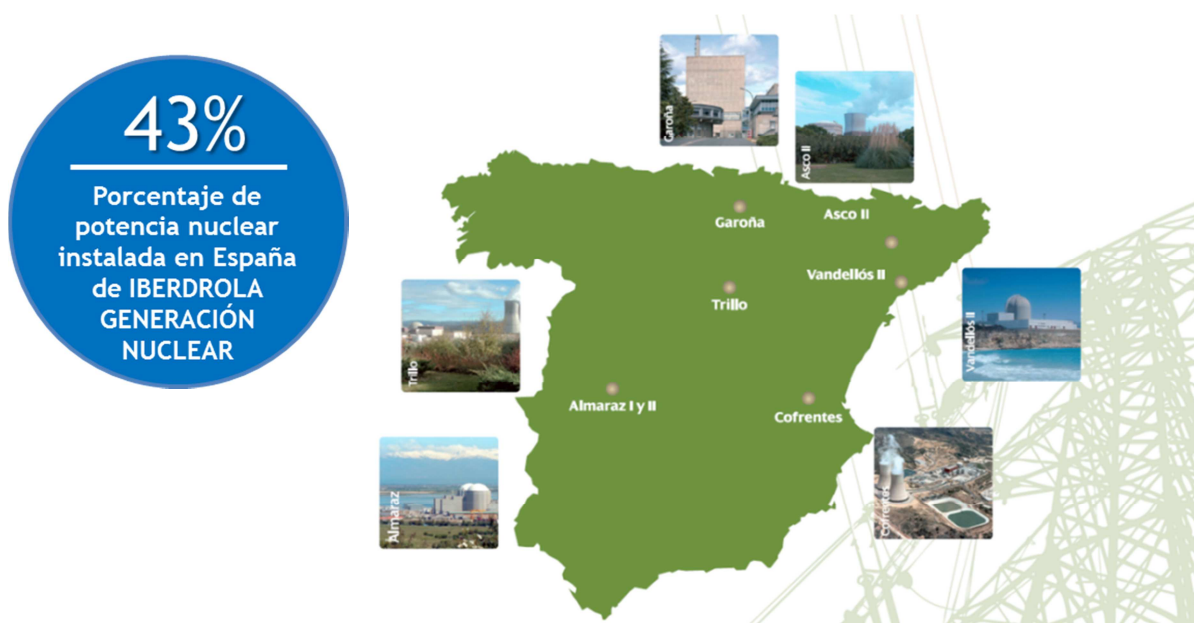 43%
Porcentaje de
potencia nuclear
instalada en España
de IBERDROLA
GENERACIÓN
NUCLEAR
Garoña
Asco II
Garoña
Asco II
Vandellós II
Trillo
Vandellós II
Trillo
Almaraz I y II
Cofrentes
Almaraz
Cofrentes